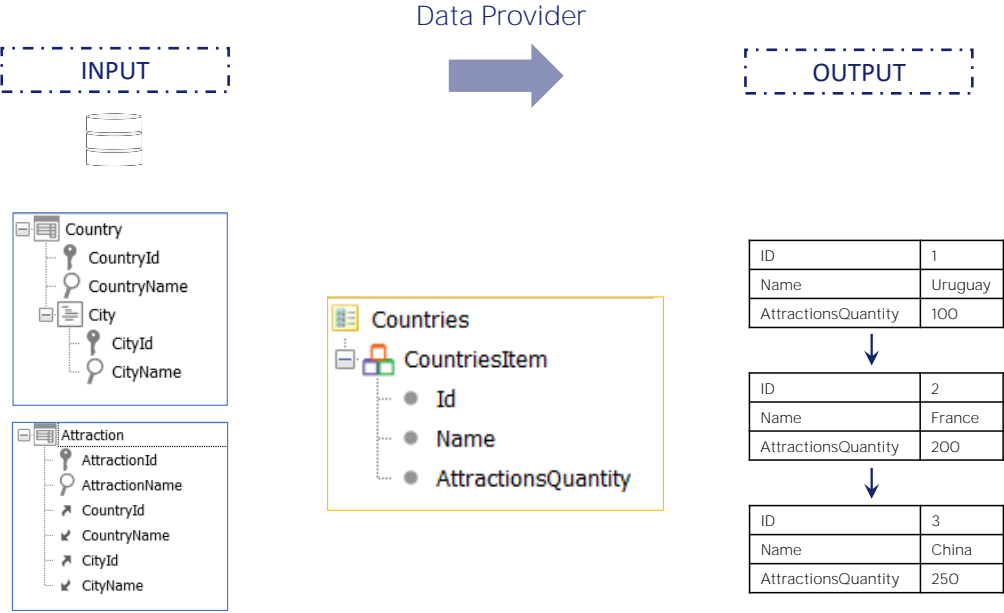 Data Provider
INPUT
OUTPUT
Country
CountryId
CountryName
City
CityId
CityName
Attraction
AttractionId
AttractionName
CountryId
CountryName
CityId
CityName
Countries
CountriesItem
Id
Name
AttractionsQuantity
ID 1
Name Uruguay
AttractionsQuantity 100
ID 2
Name France
AttractionsQuantity 200
ID 3
Name China
AttractionsQuantity 250